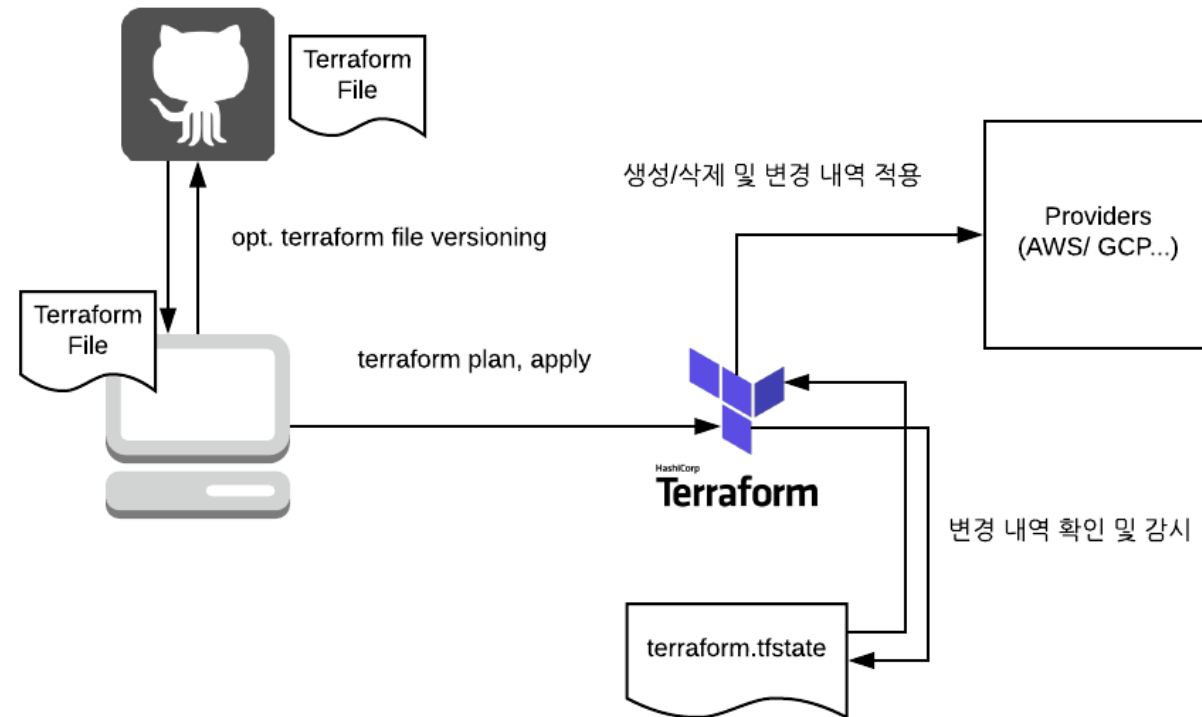 Terraform
File
생성/삭제 및 변경 내역 적용
Providers
(AWS/ GCP...)
opt. terraform file versioning
Terraform
File
terraform plan, apply
HashiCorp
Terraform
변경 내역 확인 및 감시
terraform.tfstate